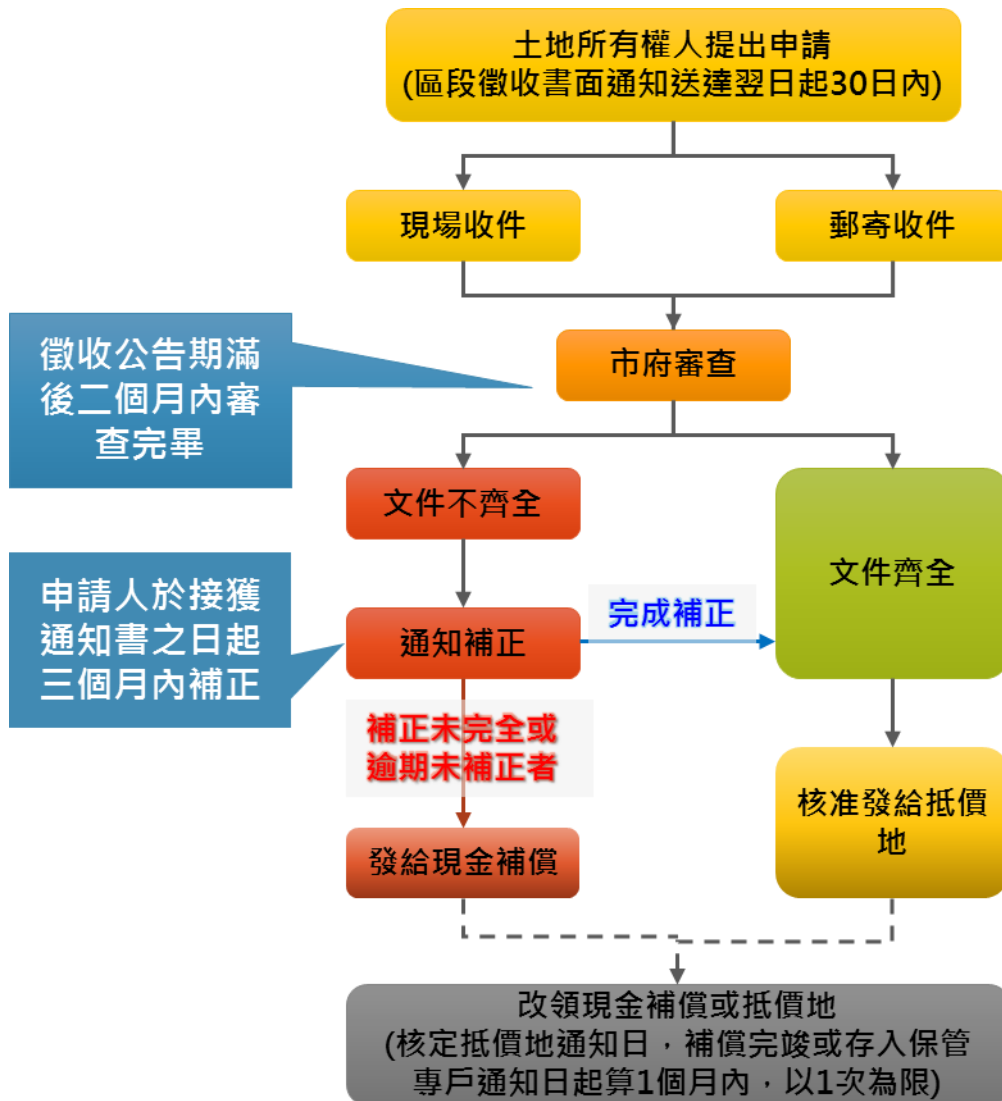 土地所有權人提出申請
(區段徵收書面通知送達翌日起30日內)
現場收件
郵寄收件
市府審查
徵收公告期滿
後二個月內審
查完畢
文件不齊全
文件齊全
申請人於接獲
通知書之日起
三個月內補正
通知補正
完成補正
補正未完全或
逾期未補正者
核准發給抵價
地
發給現金補償
改領現金補償或抵價地
(核定抵價地通知日，補償完竣或存入保管
專戶通知日起算1個月內，以1次為限)